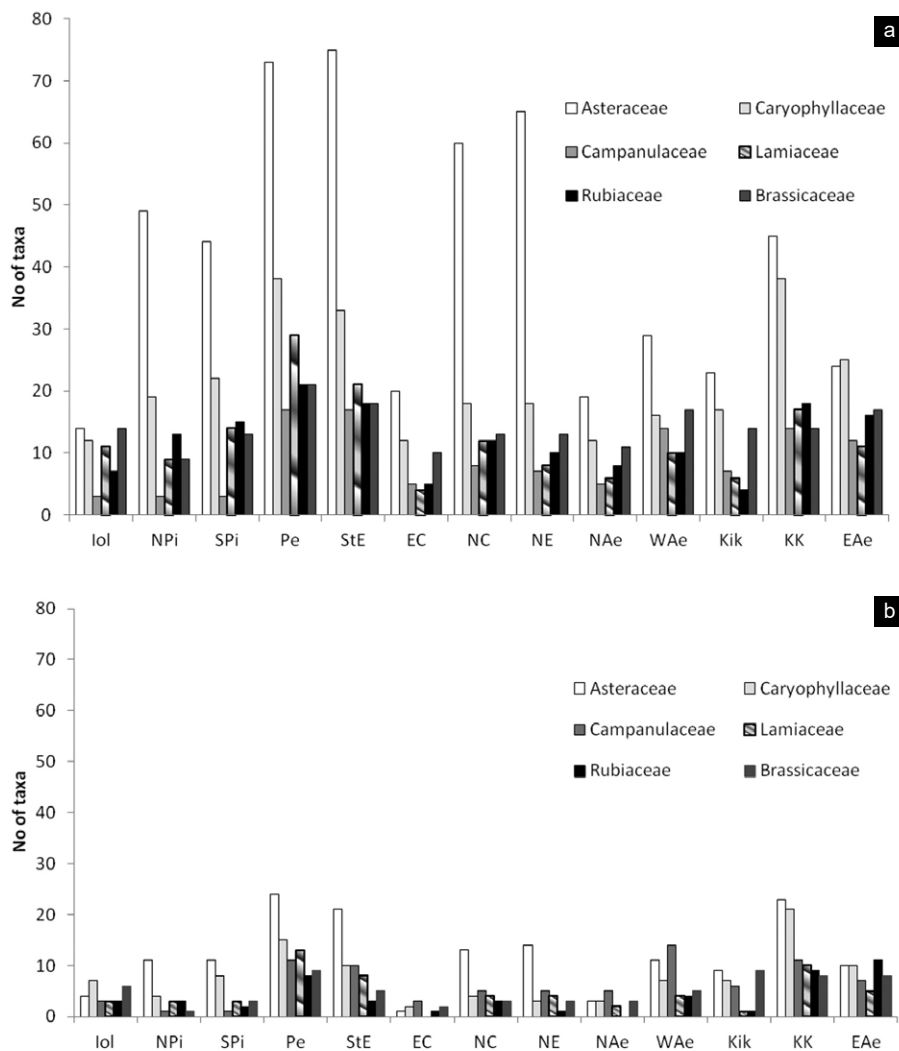 a
80
70
60
50
40
30
20
10
0
No of taxa
Asteraceae Caryophyllaceae
Campanulaceae Lamiaceae
Rubiaceae Brassicaceae
IoI NPi SPi Pe StE EC NC NE NAe WAe Kik KK EAe
b
80
70
60
50
40
30
20
10
0
No of taxa
Asteraceae Caryophyllaceae
Campanulaceae Lamiaceae
Rubiaceae Brassicaceae
IoI NPi SPi Pe StE EC NC NE NAe WAe Kik KK EAe